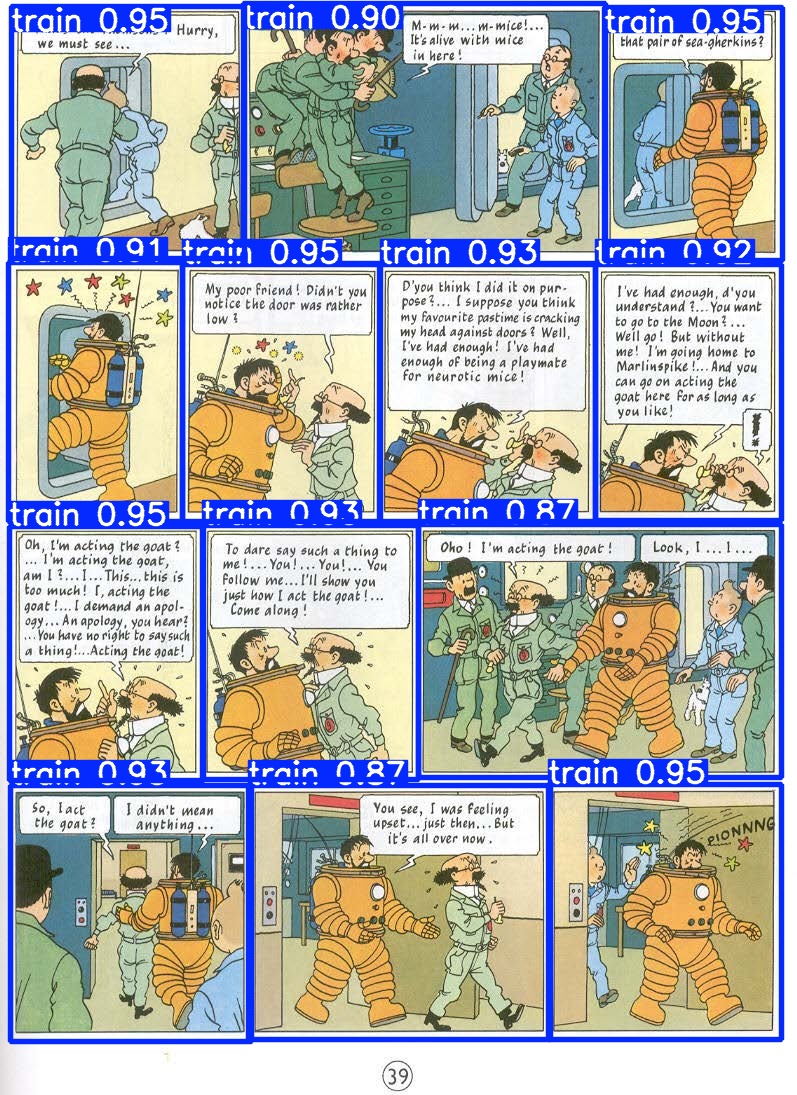 train 0.95
Hurry,
we must see...
train 0.90
M-m-m...m-mice!...
It's alive with mice
in here!
train 0.95
that pair of sea-gherkins?
train 0.91
train 0.95
My poor friend! Didn't you
notice the door was rather
low?
train 0.93
D'you think I did it on pur-
pose?... I suppose you think
my favourite pastime is cracking
my head against doors? Well,
I've had enough! I've had
enough of being a playmate
for neurotic mice!
train 0.92
I've had enough, d'you
understand?...You want
to go to the Moon?...
Well go! But without
me! I'm going home to
Marlinspike!...And you
can go on acting the
goat here for as long as
you like!
train 0.95
Oh, I'm acting the goat?
... I'm acting the goat,
am I?...I...This...this is
too much! I, acting the
goat!...I demand an apol-
ogy...An apology, you hear?
...You have no right to say such
a thing!...Acting the goat!
train 0.93
To dare say such a thing to
me!...You!...You!...You
follow me...I'll show you
just how I act the goat!...
Come along!
train 0.87
Oho! I'm acting the goat!
Look, I...I...
train 0.93
So, I act
the goat?
I didn't mean
anything...
train 0.87
You see, I was feeling
upset...just then...But
it's all over now.
train 0.95
PIONNNG
39